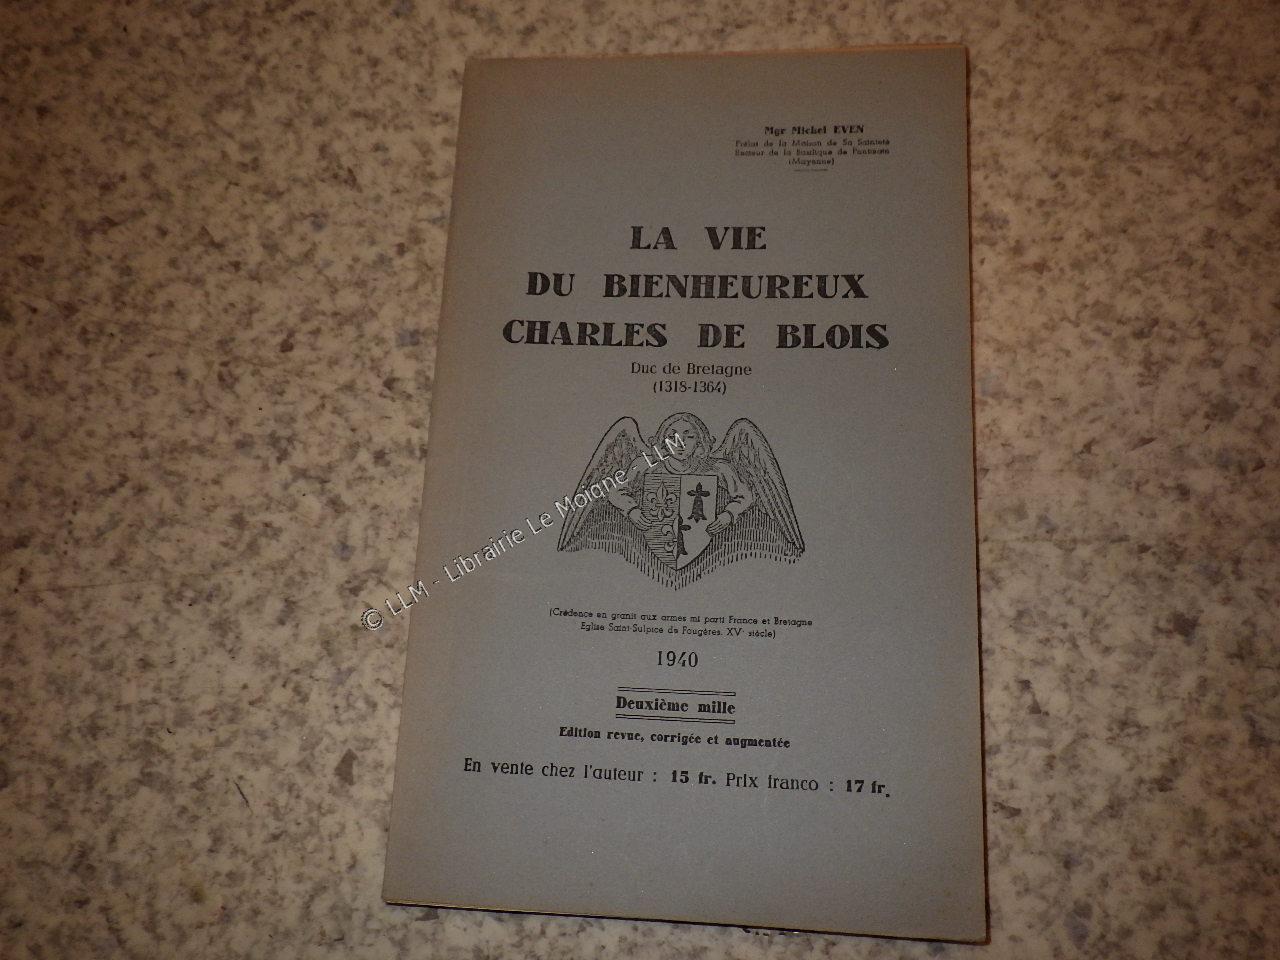 Mgr Michel EVEN
Prélat de la Maison de Sa Sainteté
Recteur de la Basilique de Pontmain
(Mayenne)
LA VIE
DU BIENHEUREUX
CHARLES DE BLOIS
Duc de Bretagne
(1318-1364)
© LLM - Librairie Le Moigne - LLM
(Crédence en granit aux armes mi parti France et Bretagne
Eglise Saint-Sulpice de Fougères. XVe siècle)
1940
Deuxième mille
Edition revue, corrigée et augmentée
En vente chez l'auteur : 15 fr. Prix franco : 17 fr.